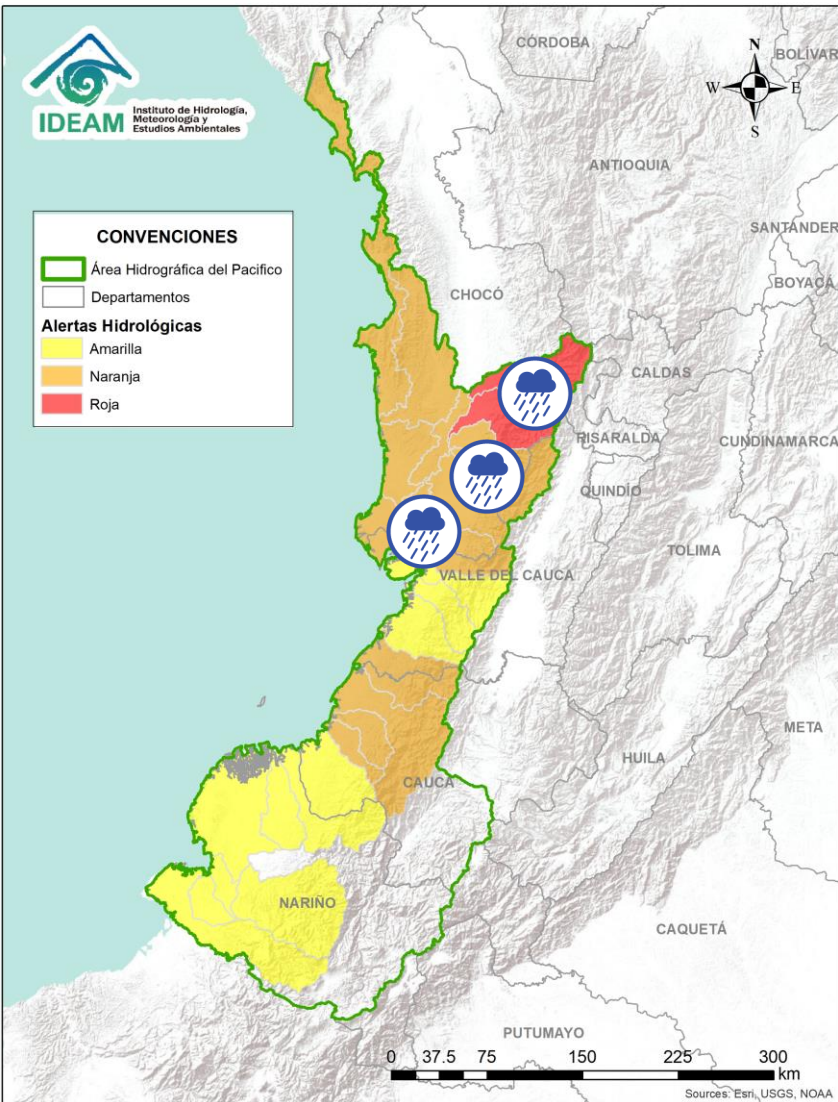 IDEAM
Instituto de Hidrología,
Meteorología y
Estudios Ambientales
CÓRDOBA
BOLÍVAR
N
W
E
S
ANTIOQUIA
SANTANDER
BOYACÁ
CONVENCIONES
Área Hidrográfica del Pacifico
Departamentos
Alertas Hidrológicas
Amarilla
Naranja
Roja
CHOCÓ
CALDAS
RISARALDA
CUNDINAMARCA
QUINDÍO
TOLIMA
VALLE DEL CAUCA
META
HUILA
CAUCA
NARIÑO
CAQUETÁ
PUTUMAYO
0 37.5 75 150 225 300
km
Sources: Esri, USGS, NOAA